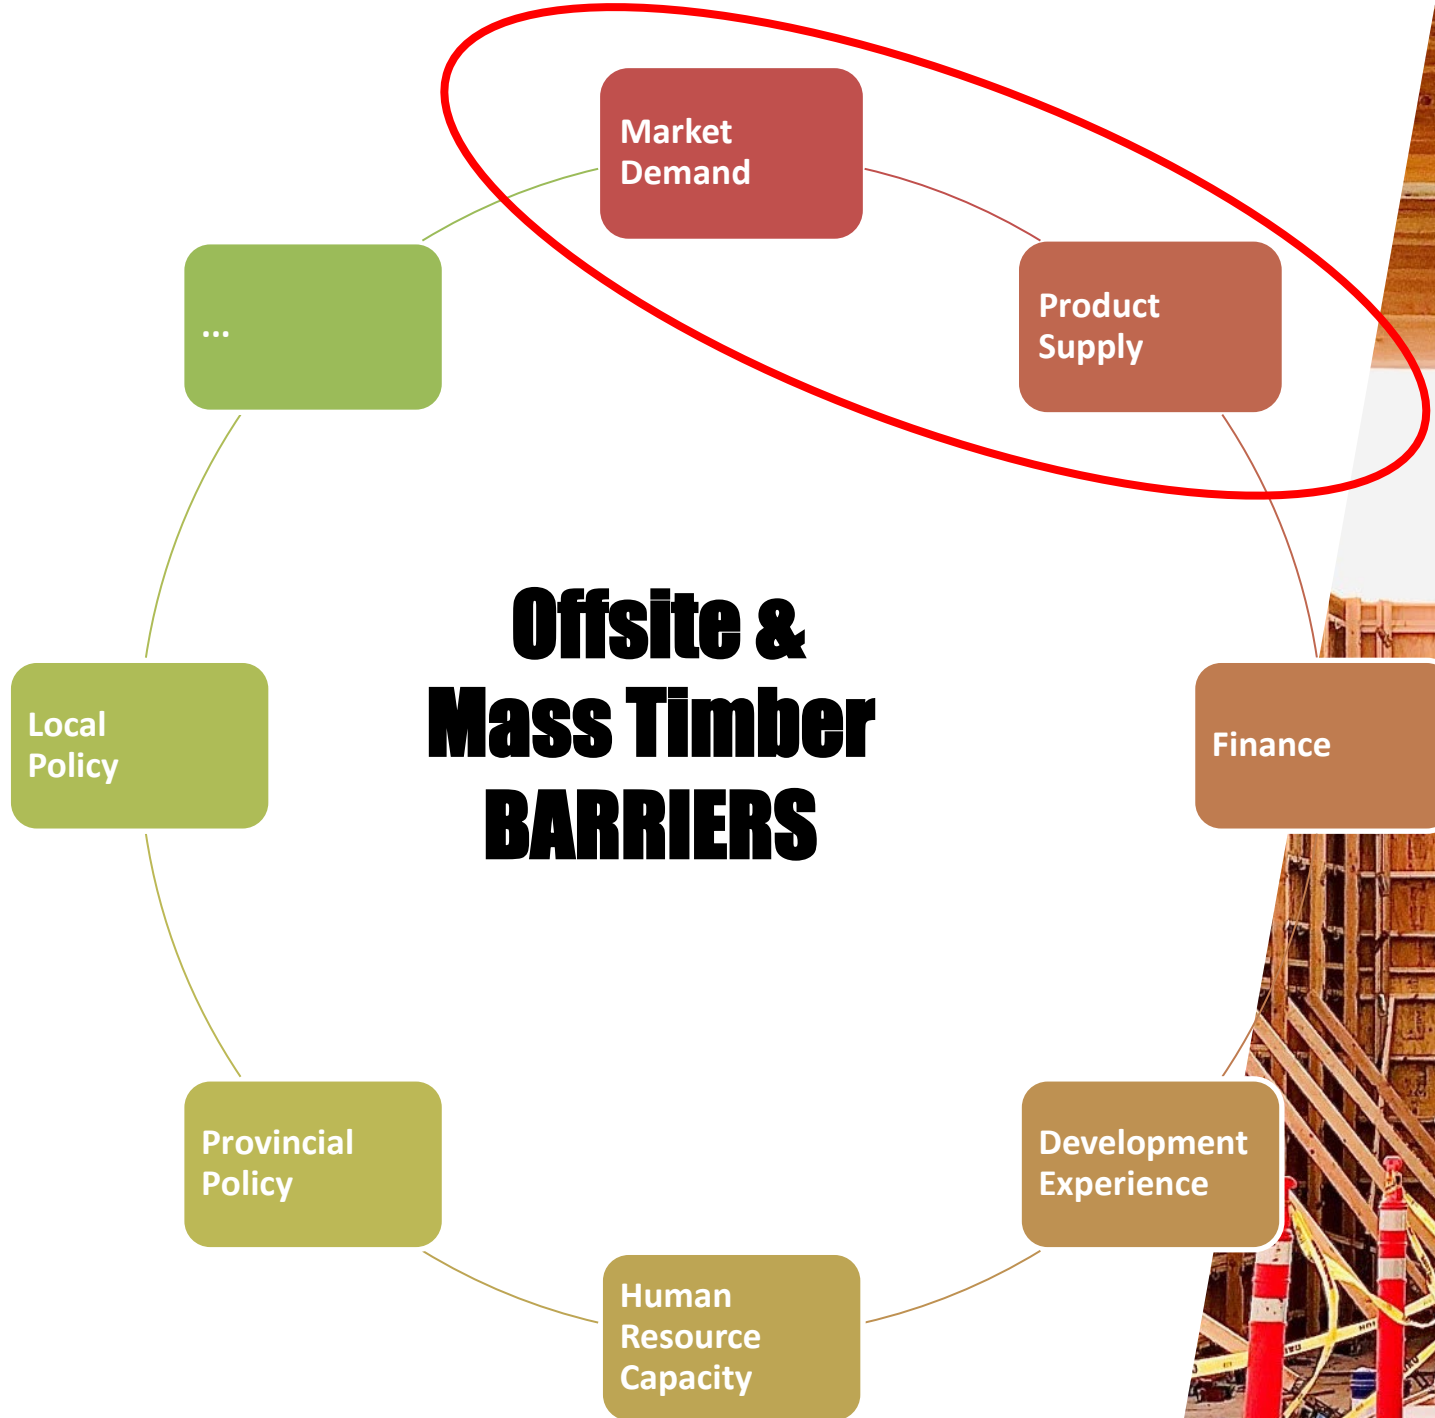 Market
Demand
Product
Supply
Finance
Development
Experience
Human
Resource
Capacity
Provincial
Policy
Local
Policy
...
Offsite &
Mass Timber
BARRIERS